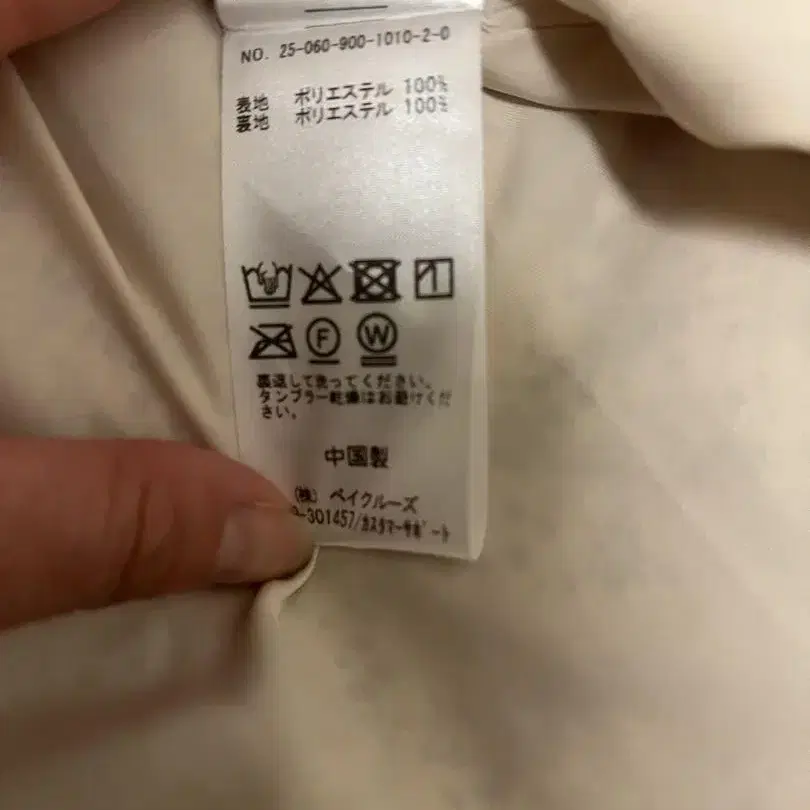 NO. 25-060-900-1010-2-0
表地 ポリエステル 100%
裏地 ポリエステル 100%
F W
裏返して洗ってください。
タンブラー乾燥はお避けくだ
さい。
中国製
(株) ベイクルーズ
-301457/カスタマーサポート